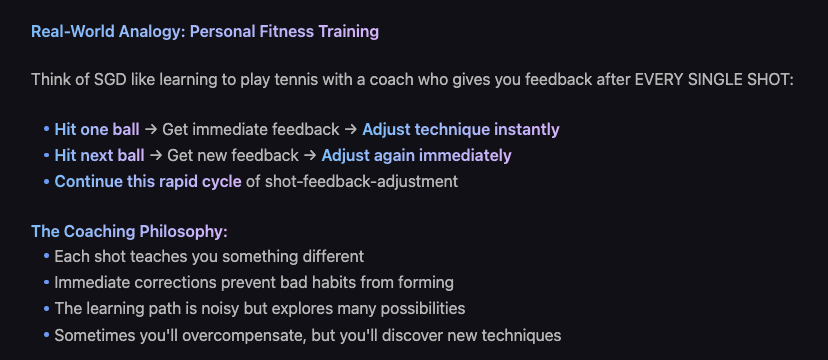 Real-World Analogy: Personal Fitness Training
Think of SGD like learning to play tennis with a coach who gives you feedback after EVERY SINGLE SHOT:
• Hit one ball → Get immediate feedback → Adjust technique instantly
• Hit next ball → Get new feedback → Adjust again immediately
• Continue this rapid cycle of shot-feedback-adjustment
The Coaching Philosophy:
• Each shot teaches you something different
• Immediate corrections prevent bad habits from forming
• The learning path is noisy but explores many possibilities
• Sometimes you'll overcompensate, but you'll discover new techniques